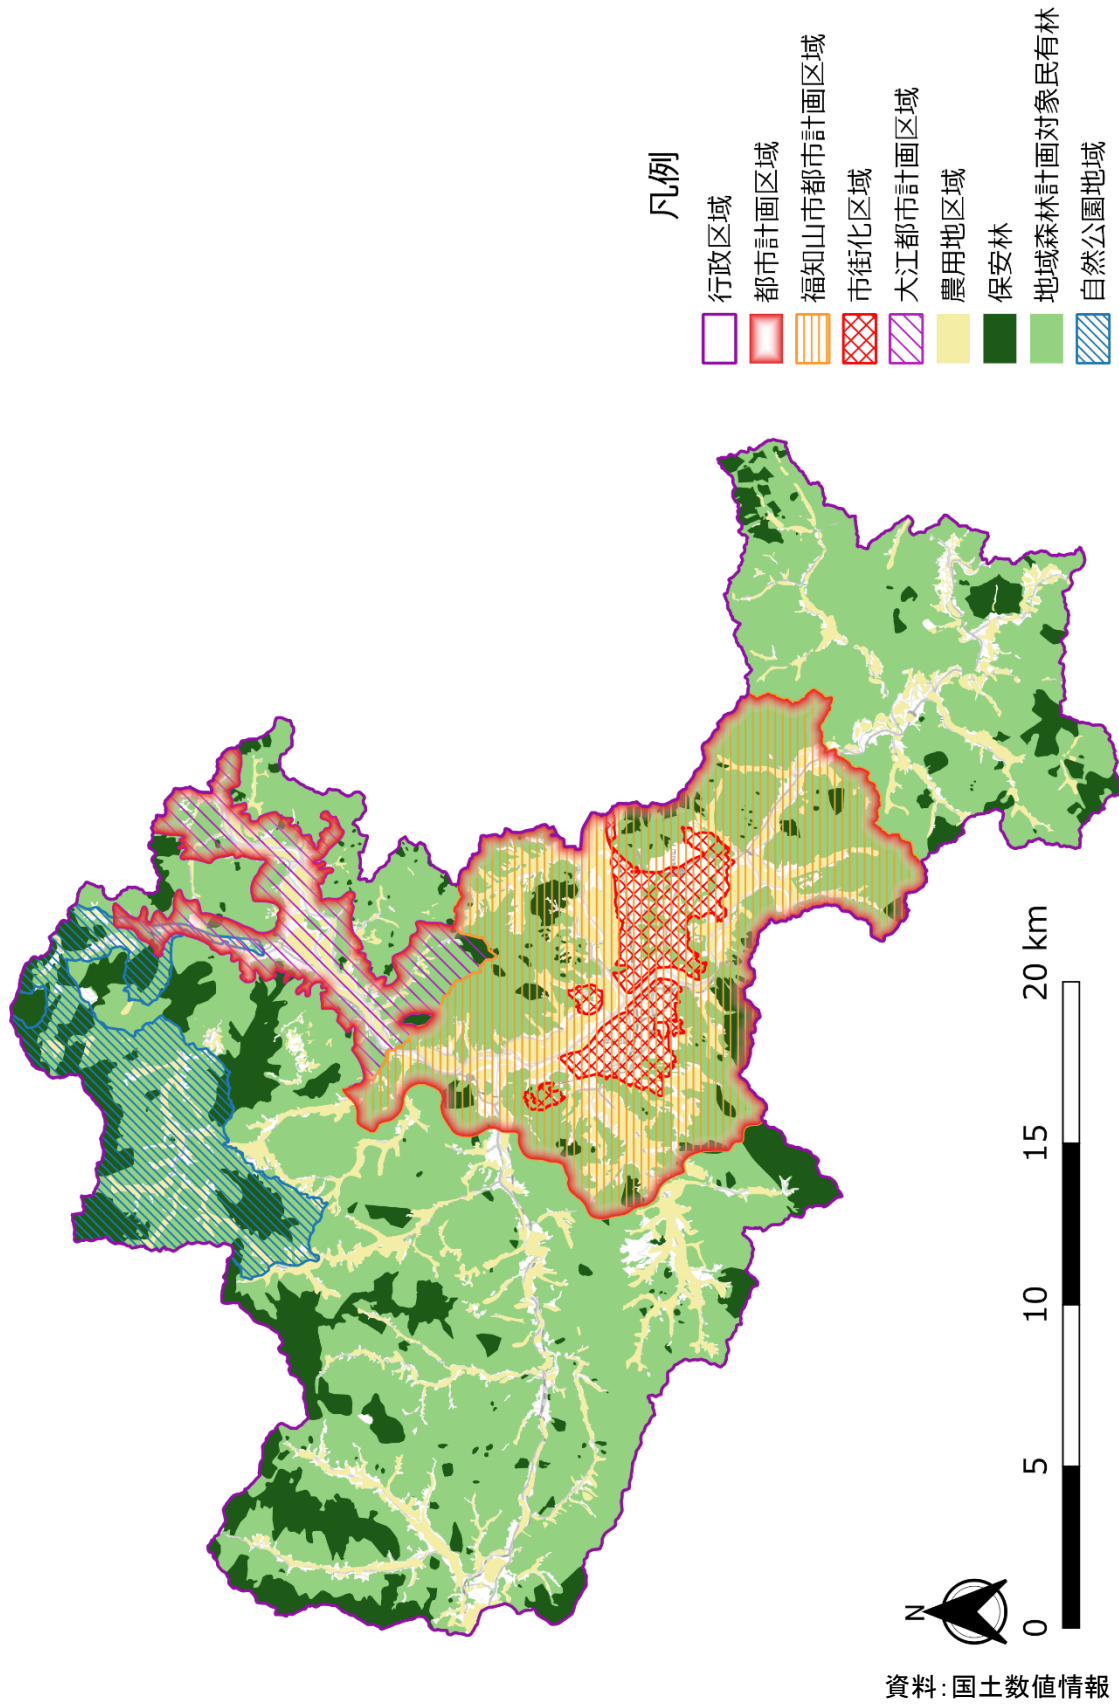 凡例
行政区域
都市計画区域
福知山市都市計画区域
市街化区域
大江都市計画区域
農用地区域
保安林
地域森林計画対象民有林
自然公園地域
N
0 5 10 15 20 km
資料：国土数値情報